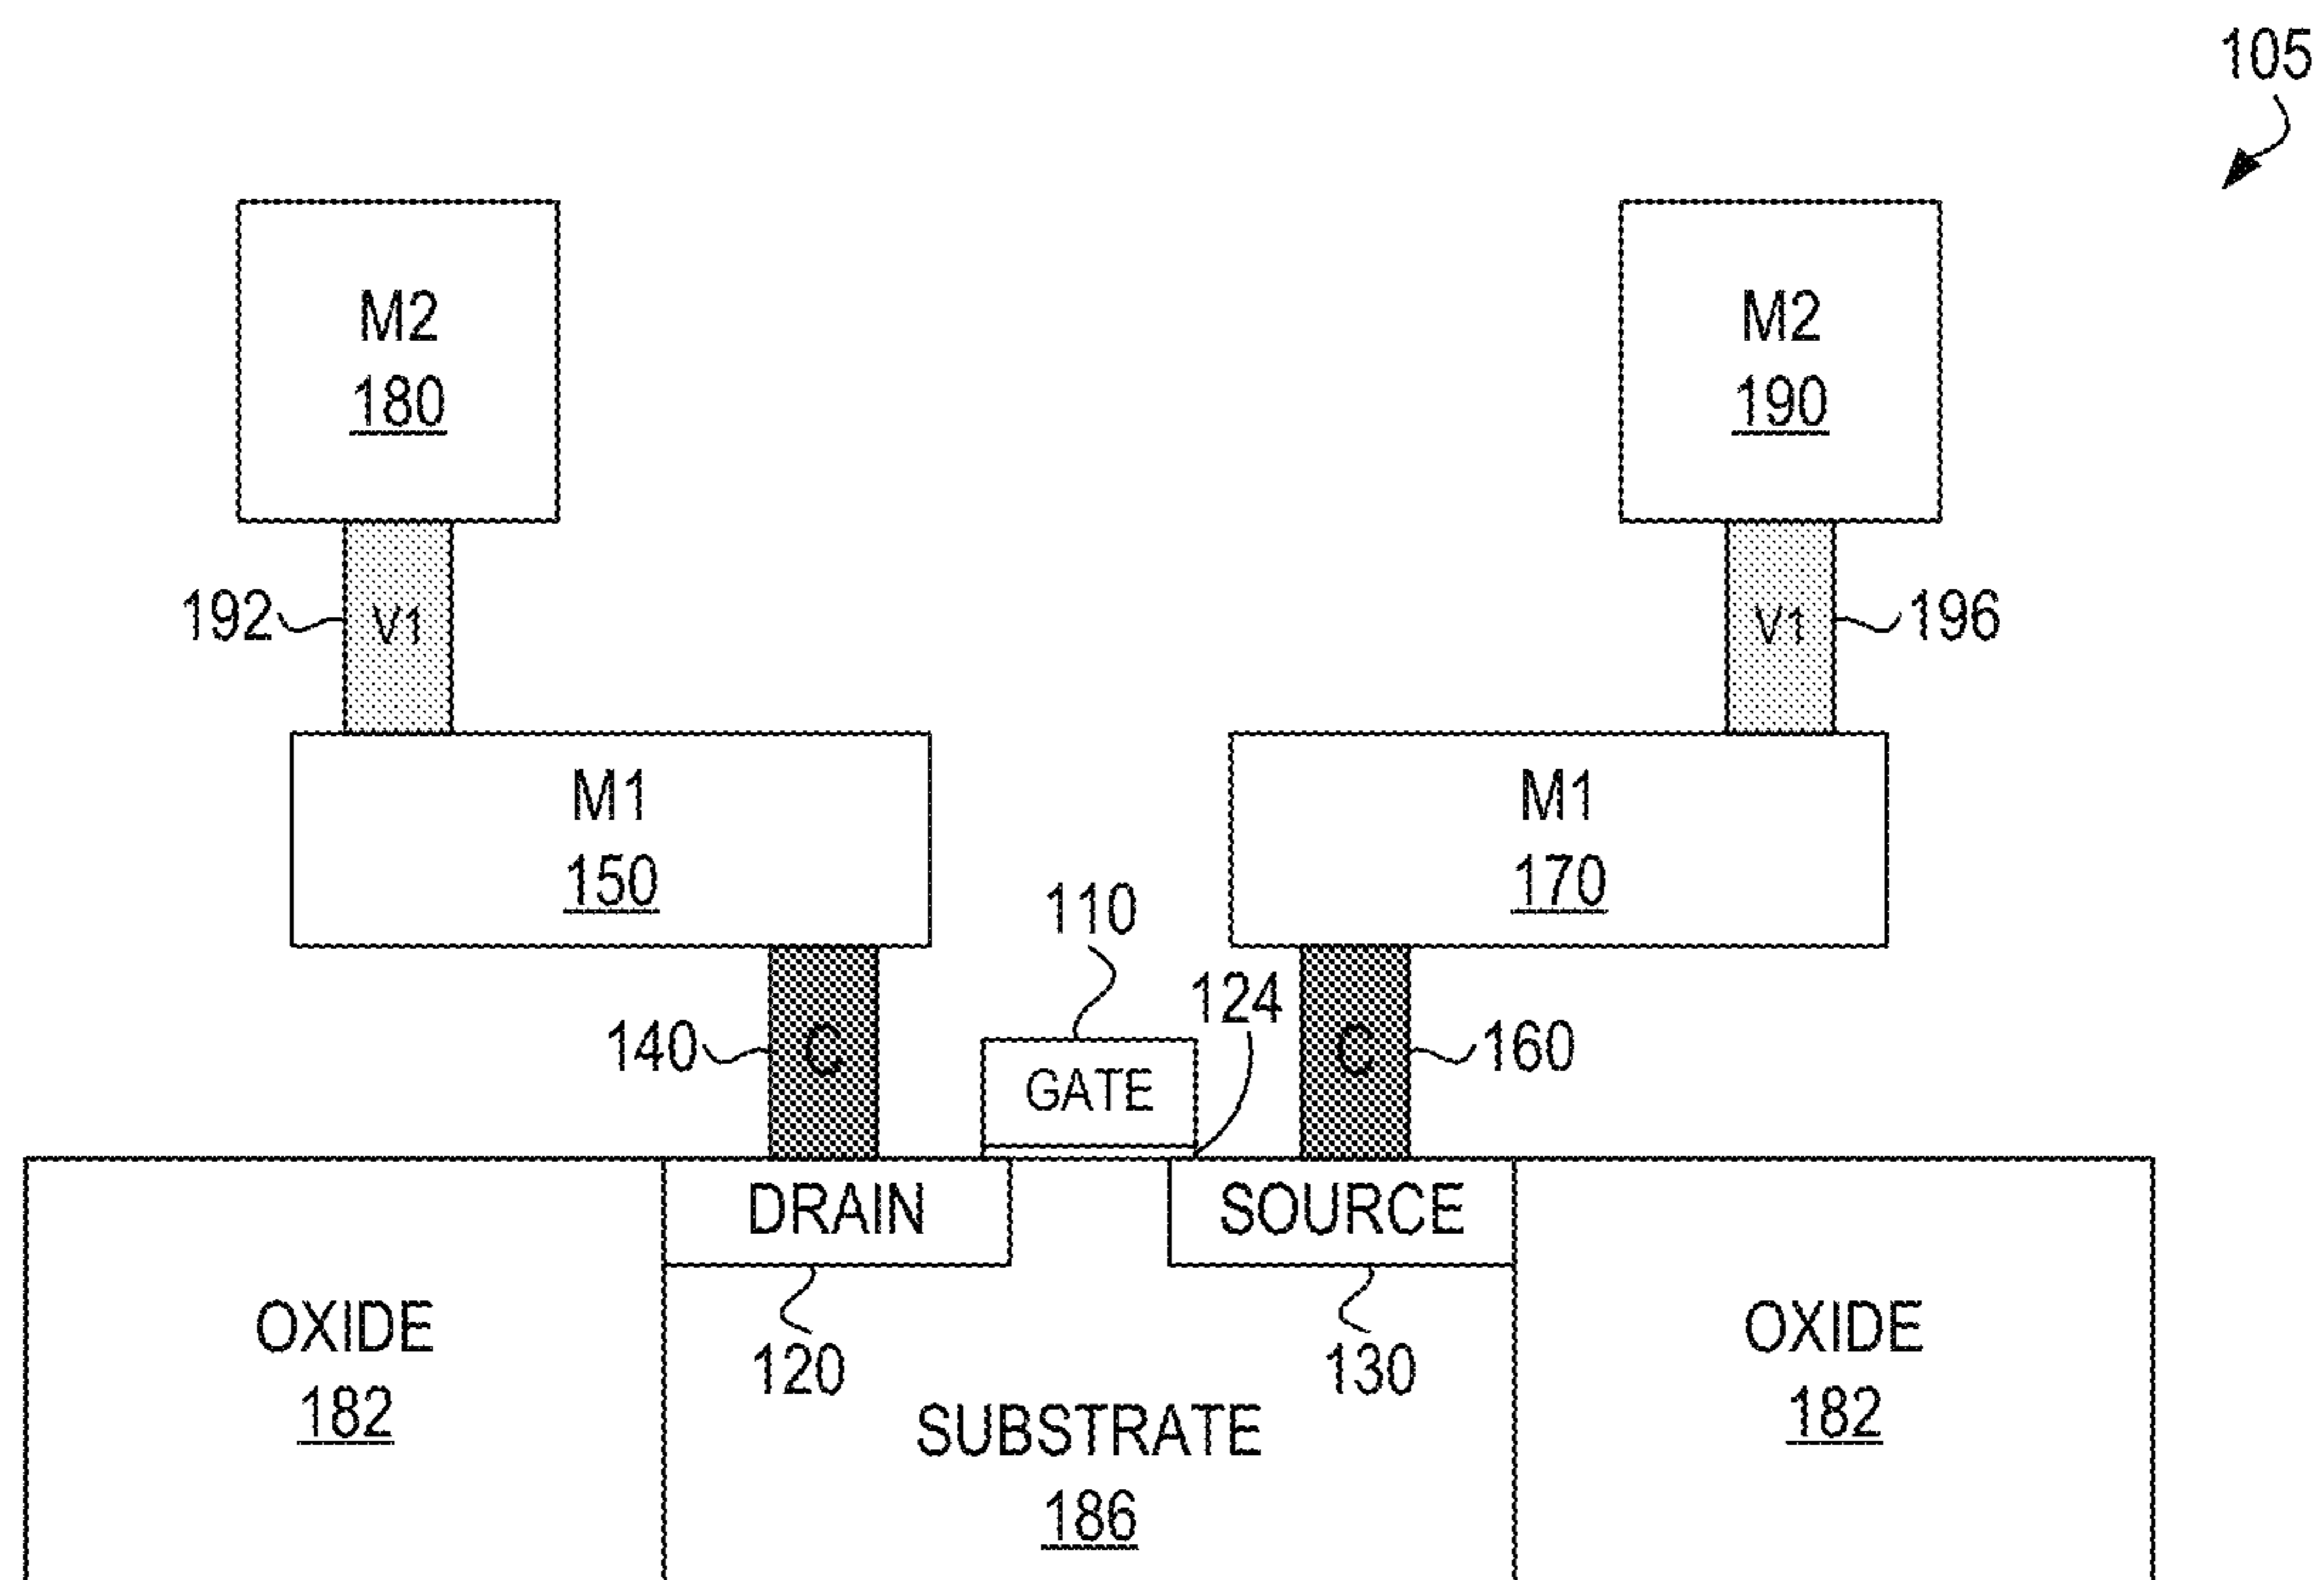 105
M2
180
M2
190
192
V1
V1
196
M1
150
M1
170
110
124
140
C
GATE
C
160
DRAIN
SOURCE
OXIDE
182
120
130
OXIDE
182
SUBSTRATE
186